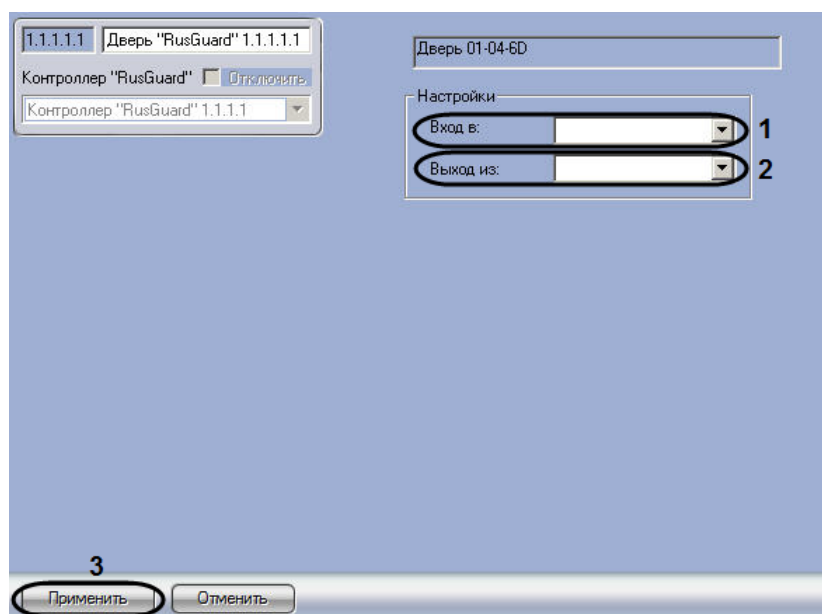 1.1.1.1.1 Дверь "RusGuard" 1.1.1.1.1
Контроллер "RusGuard" Отключить
Контроллер "RusGuard" 1.1.1.1
Дверь 01-04-6D
Настройки
Вход в: 1
Выход из: 2
3
Применить Отменить